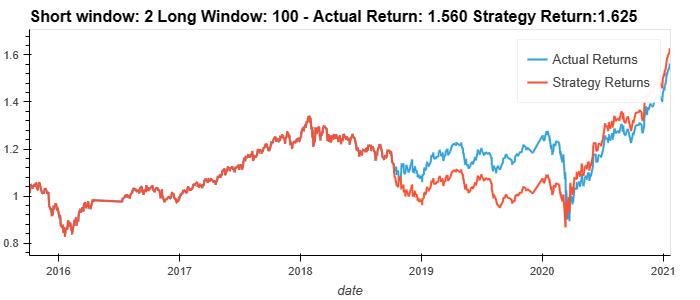 Short window: 2 Long Window: 100 - Actual Return: 1.560 Strategy Return:1.625
Actual Returns
Strategy Returns
1.6
1.4
1.2
1
0.8
2016 2017 2018 2019 2020 2021
date